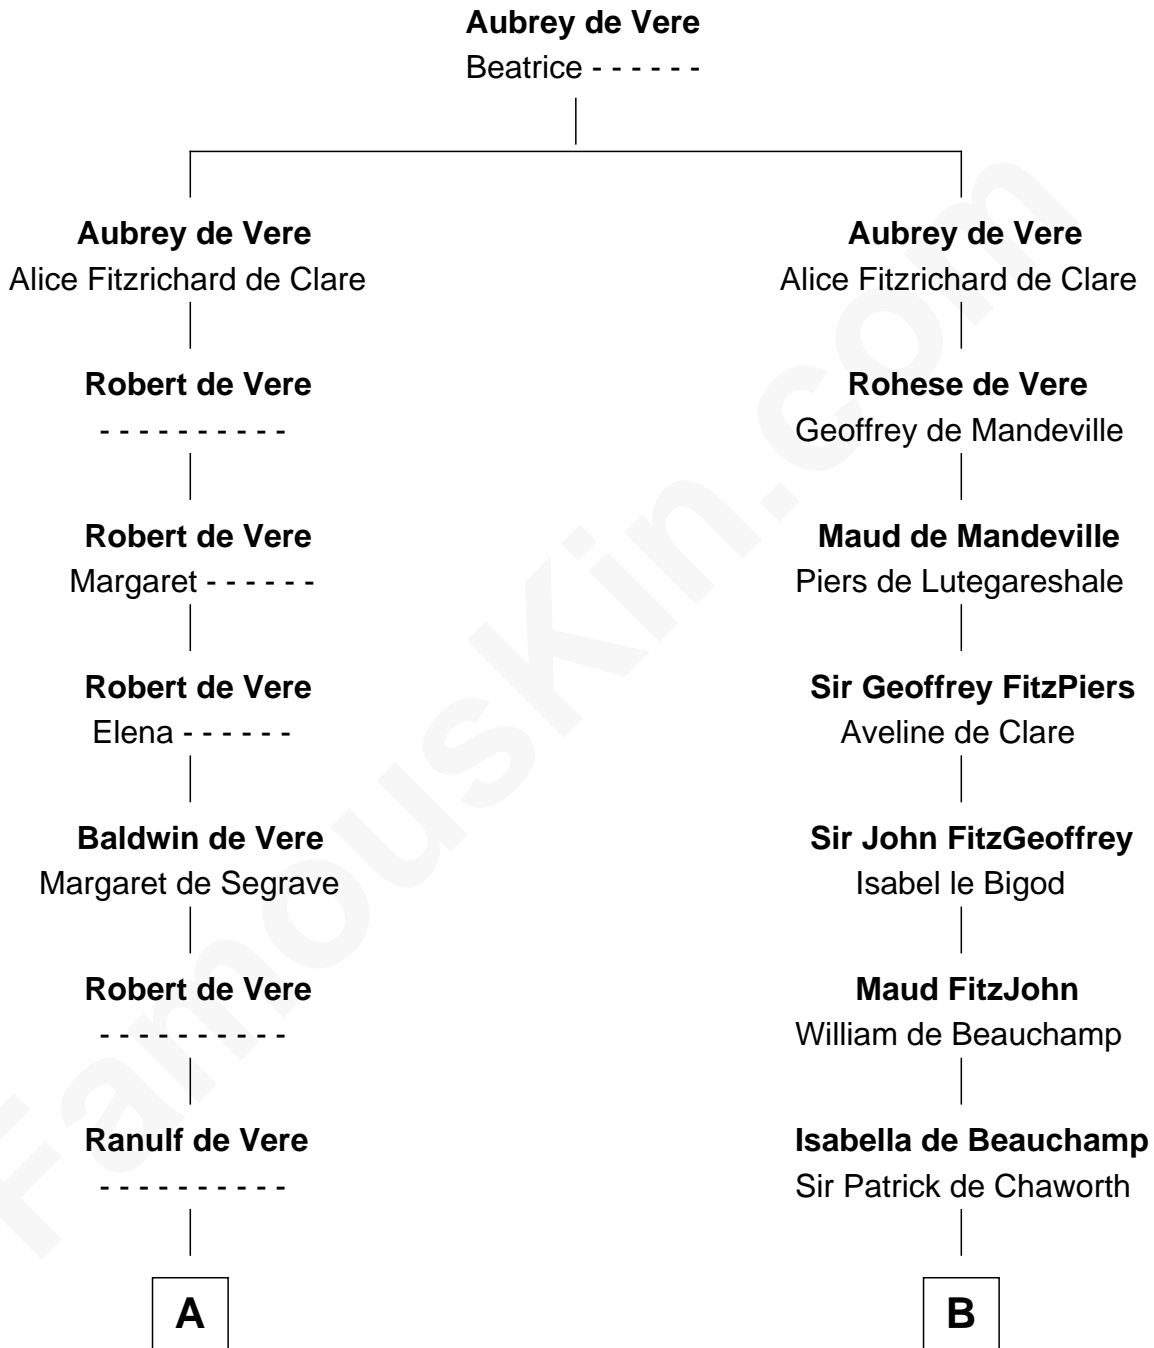 Aubrey de Vere
Beatrice - - - - - -
Aubrey de Vere
Alice Fitzrichard de Clare
Robert de Vere
- - - - - - - - - -
Robert de Vere
Margaret - - - - - -
Robert de Vere
Elena - - - - - -
Baldwin de Vere
Margaret de Segrave
Robert de Vere
- - - - - - - - - -
Ranulf de Vere
- - - - - - - - - -
A
Aubrey de Vere
Alice Fitzrichard de Clare
Rohese de Vere
Geoffrey de Mandeville
Maud de Mandeville
Piers de Lutegareshale
Sir Geoffrey FitzPiers
Aveline de Clare
Sir John FitzGeoffrey
Isabel le Bigod
Maud FitzJohn
William de Beauchamp
Isabella de Beauchamp
Sir Patrick de Chaworth
B
FamousKin.com